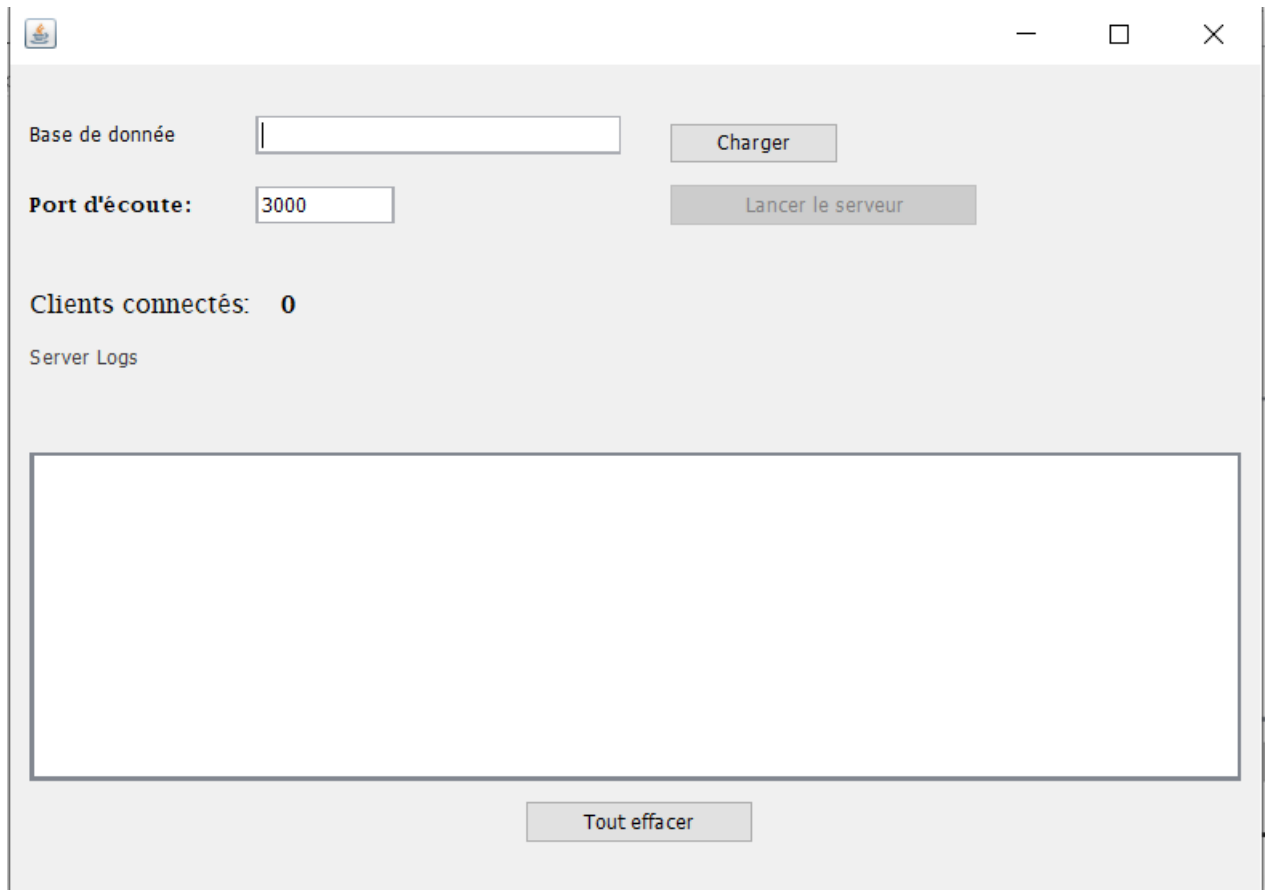 Base de donnée
Charger
Port d'écoute:
3000
Lancer le serveur
Clients connectés: 0
Server Logs
Tout effacer